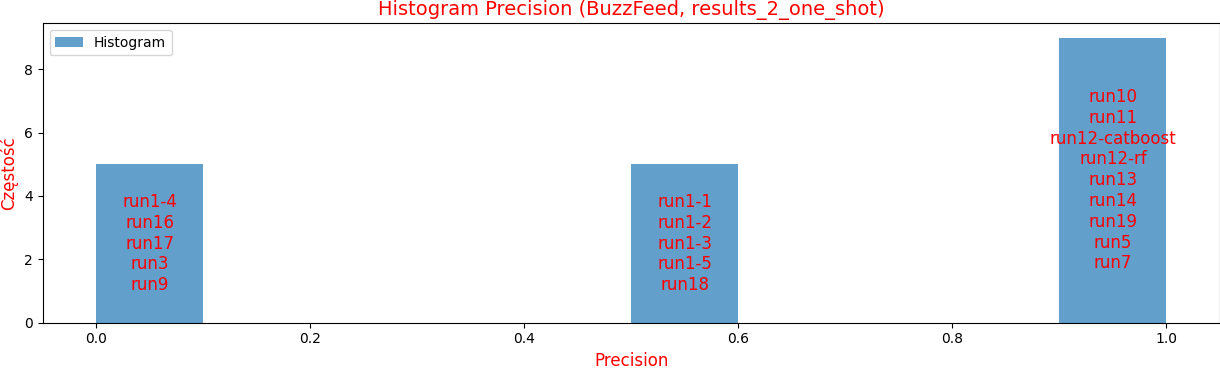 Histogram Precision (BuzzFeed, results_2_one_shot)
Histogram
Częstość
8
6
4
2
0
run1-4
run16
run17
run3
run9
run1-1
run1-2
run1-3
run1-5
run18
run10
run11
run12-catboost
run12-rf
run13
run14
run19
run5
run7
0.0 0.2 0.4 0.6 0.8 1.0
Precision